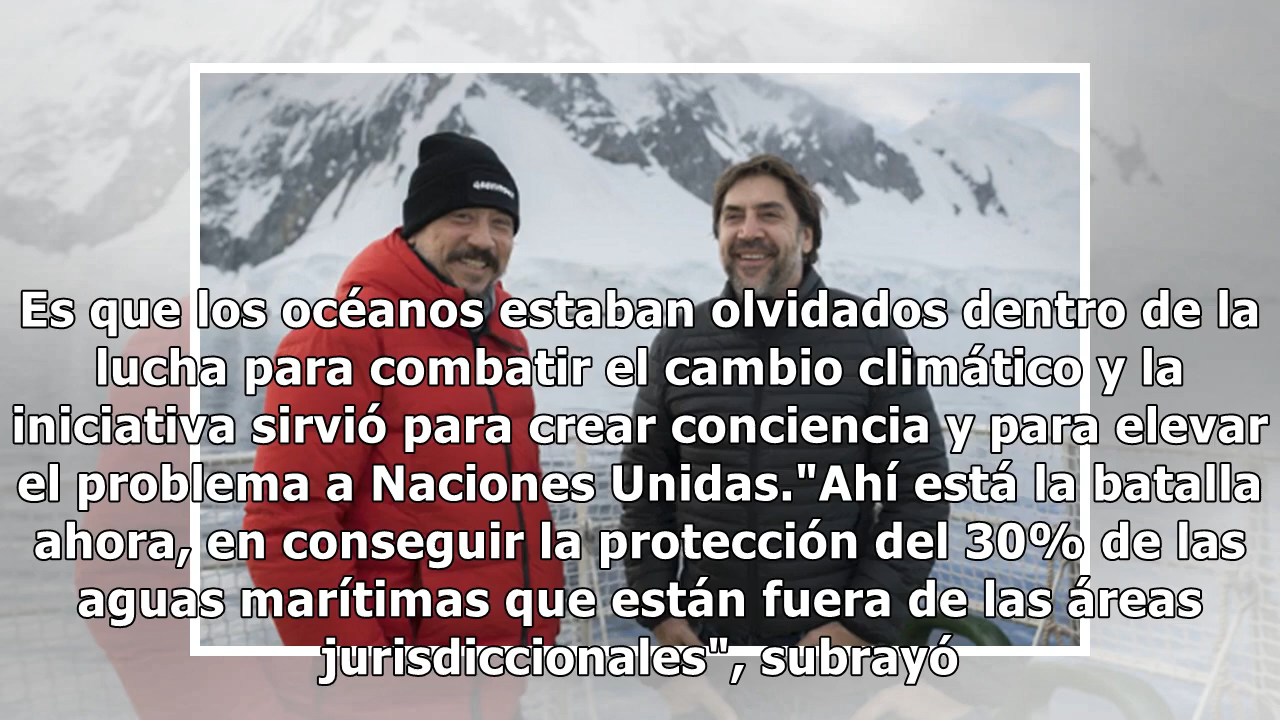 Es que los océanos estaban olvidados dentro de la
lucha para combatir el cambio climático y la
iniciativa sirvió para crear conciencia y para elevar
el problema a Naciones Unidas."Ahí está la batalla
ahora, en conseguir la protección del 30% de las
aguas marítimas que están fuera de las áreas
jurisdiccionales", subrayó